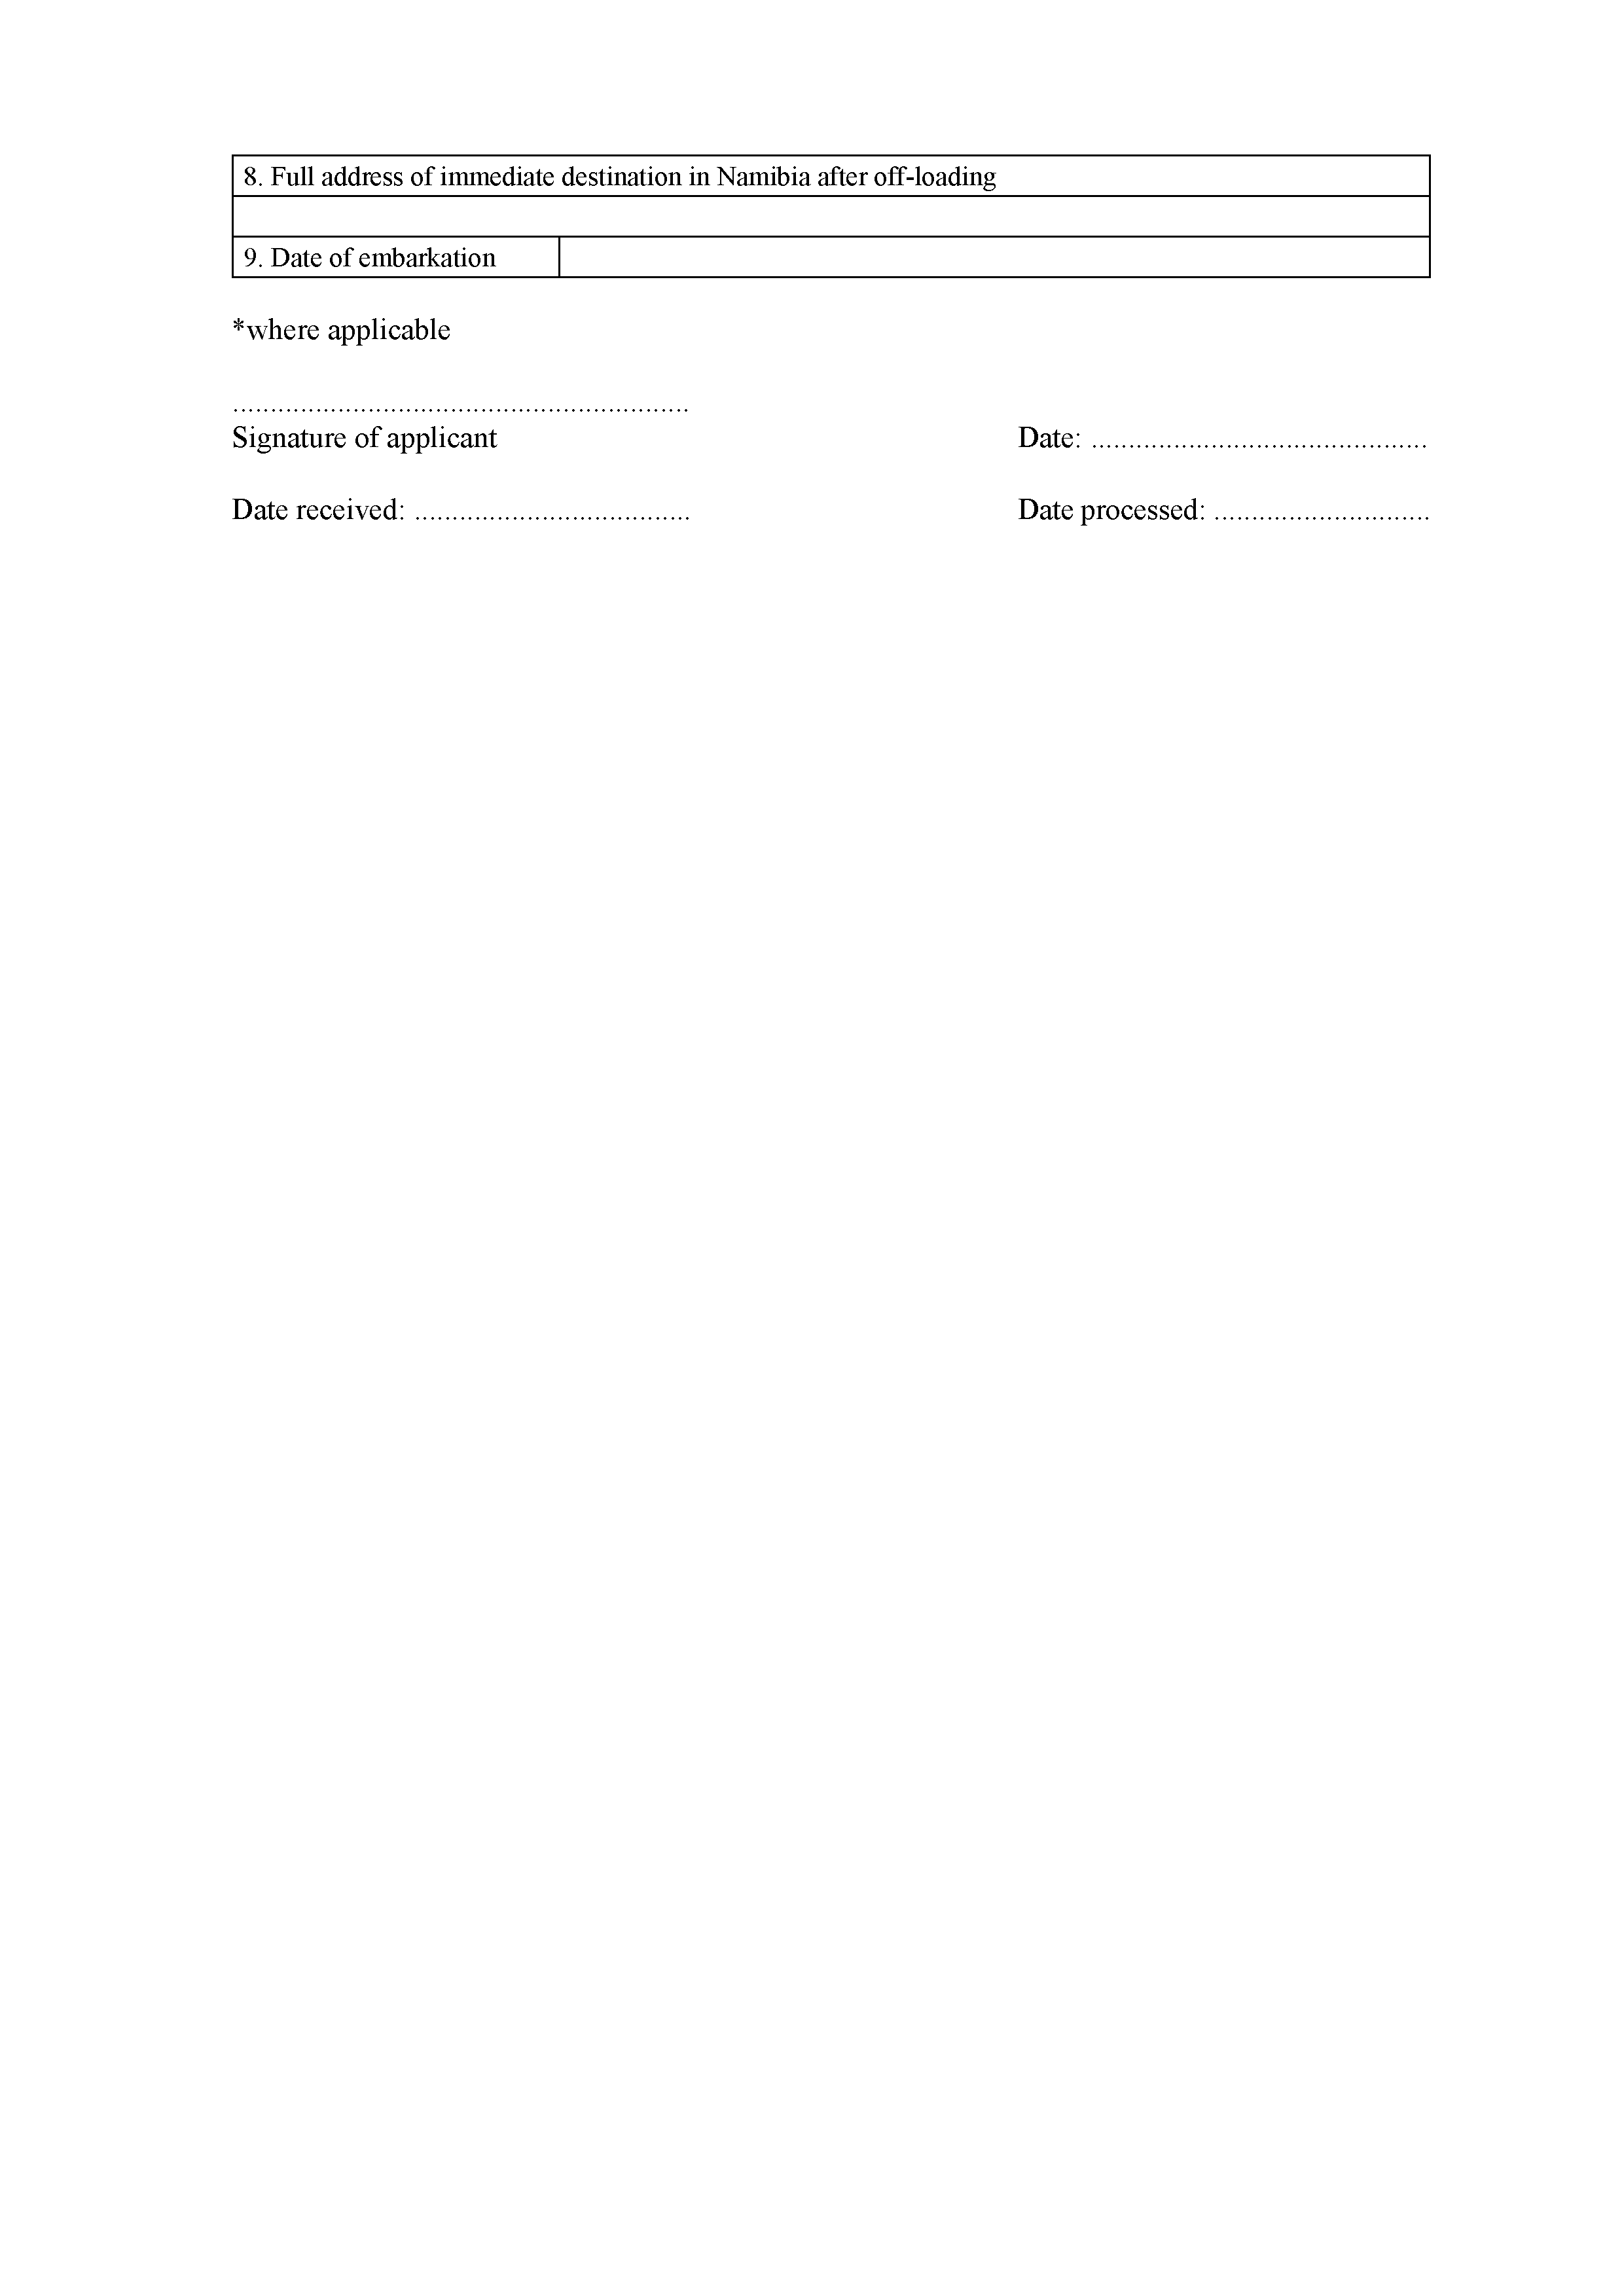 8. Full address of immediate destination in Namibia after off-loading
9. Date of embarkation
*where applicable
.............................................................
Signature of applicant Date: .............................................
Date received: ..................................... Date processed: .............................